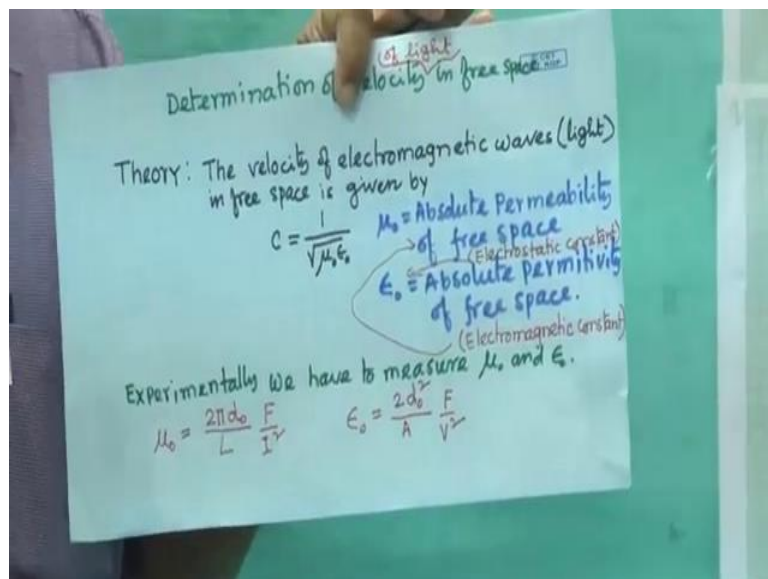 (of light)
Determination of velocity in free space
Theory: The velocity of electromagnetic waves (light)
in free space is given by
C = 1/√μ₀ε₀
μ₀ = Absolute Permeability
of free space
(Electrostatic constant)
ε₀ = Absolute permitivity
of free space.
(Electromagnetic constant)
Experimentally we have to measure μ₀ and ε₀.
μ₀ = 2πd₀/L F/I² ε₀ = 2d₀²/A F/V²